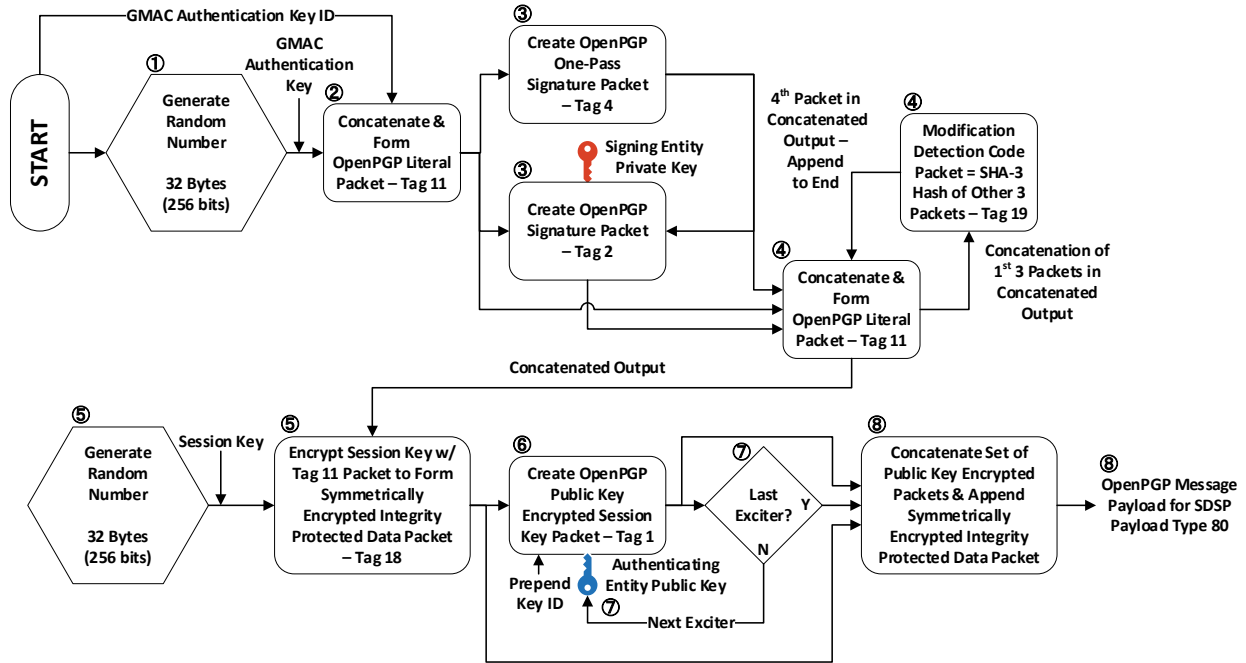 GMAC Authentication Key ID
START
①
Generate
Random
Number
32 Bytes
(256 bits)
GMAC
Authentication
Key
②
Concatenate &
Form
OpenPGP Literal
Packet – Tag 11
③
Create OpenPGP
One-Pass
Signature Packet
– Tag 4
Signing Entity
Private Key
③
Create OpenPGP
Signature Packet
– Tag 2
4th Packet in
Concatenated
Output –
Append
to End
④
Modification
Detection Code
Packet = SHA-3
Hash of Other 3
Packets – Tag 19
④
Concatenate &
Form
OpenPGP Literal
Packet – Tag 11
Concatenation of
1st 3 Packets in
Concatenated
Output
Concatenated Output
⑤
Generate
Random
Number
32 Bytes
(256 bits)
Session Key
⑤
Encrypt Session Key w/
Tag 11 Packet to Form
Symmetrically
Encrypted Integrity
Protected Data Packet
– Tag 18
⑥
Create OpenPGP
Public Key
Encrypted Session
Key Packet – Tag 1
Prepend
Key ID
Authenticating
Entity Public Key
⑦
Last
Exciter?
Y
N
⑦
Next Exciter
⑧
Concatenate Set of
Public Key Encrypted
Packets & Append
Symmetrically
Encrypted Integrity
Protected Data Packet
⑧
OpenPGP Message
Payload for SDSP
Payload Type 80